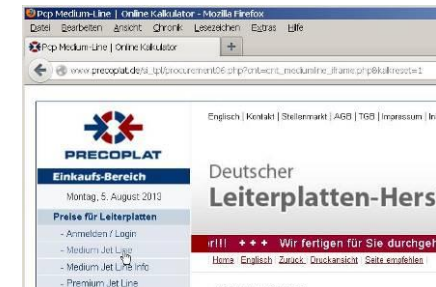 Pcp Medium-Line | Online Kalkulator - Mozilla Firefox
Datei Bearbeiten Ansicht Chronik Lesezeichen Extras Hilfe
Pcp Medium-Line | Online Kalkulator +
www.precoplat.de/si_tpl/procurement06.php?cnt=cnt_mediumline_iframe.php&kalkreset=1
Englisch | Kontakt | Stellenmarkt | AGB | TGB | Impressum | In
PRECOPLAT
Einkaufs-Bereich
Montag, 5. August 2013
Preise für Leiterplatten
- Anmelden / Login
- Medium Jet Line
- Medium Jet Line Info
- Premium Jet Line
Deutscher
Leiterplatten-Hers
r!!! + + + Wir fertigen für Sie durchgeh
Home Englisch Zurück Druckansicht Seite empfehlen